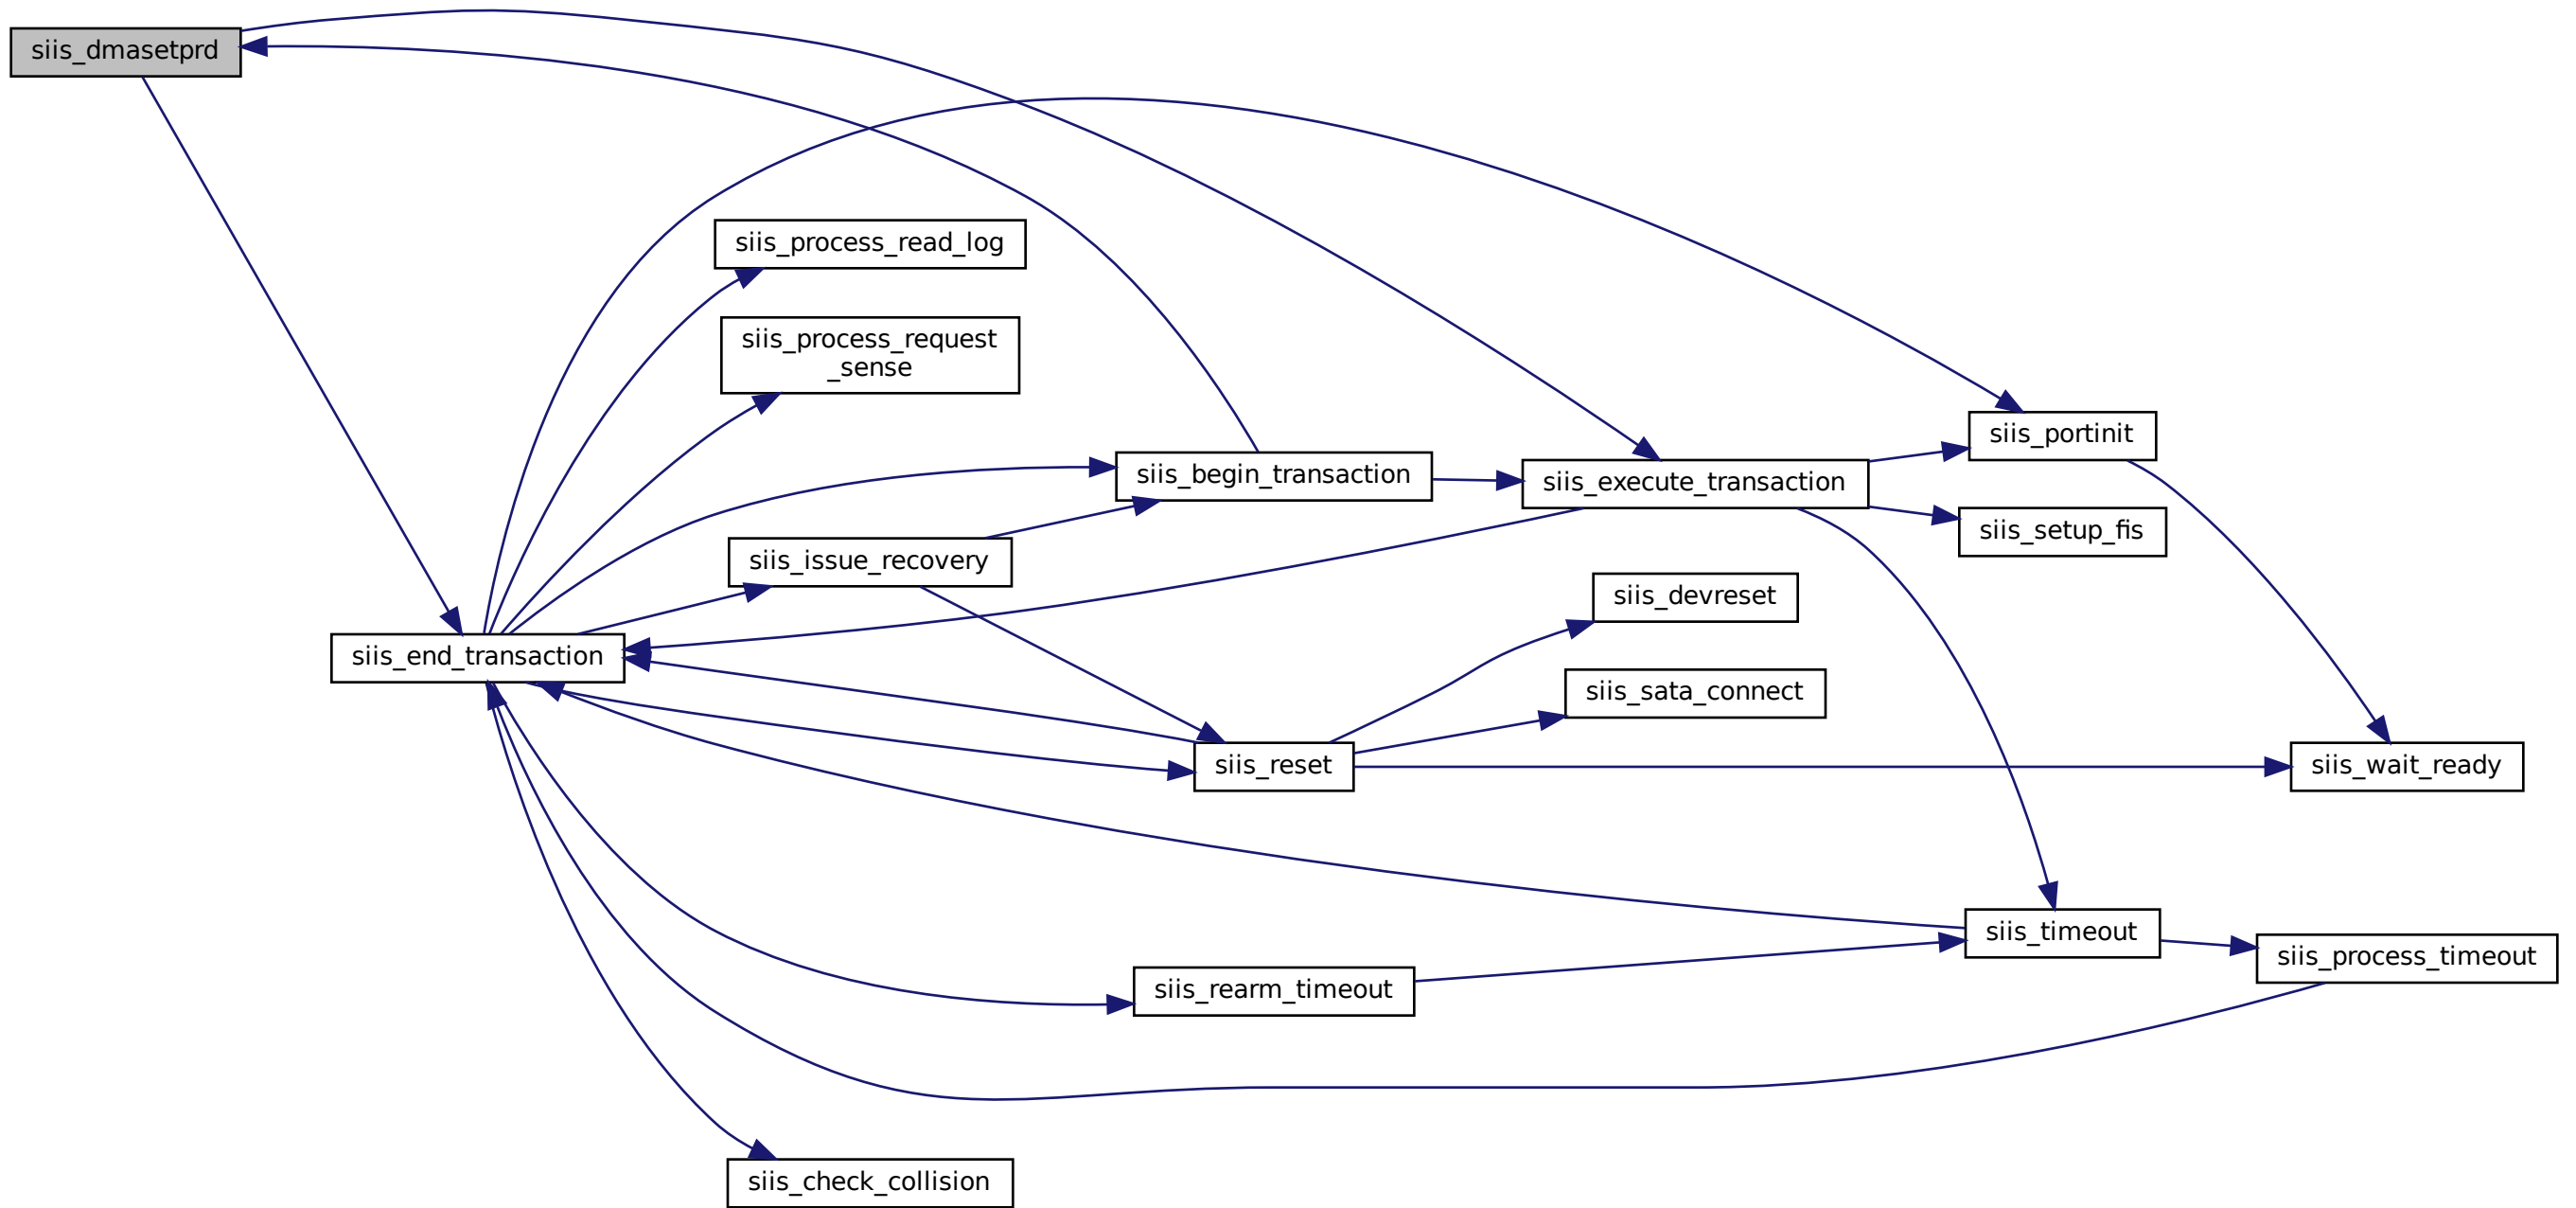 siis_dmasetprd
siis_process_read_log
siis_process_request
_sense
siis_portinit
siis_begin_transaction
siis_execute_transaction
siis_setup_fis
siis_issue_recovery
siis_devreset
siis_end_transaction
siis_sata_connect
siis_reset
siis_wait_ready
siis_timeout
siis_process_timeout
siis_rearm_timeout
siis_check_collision